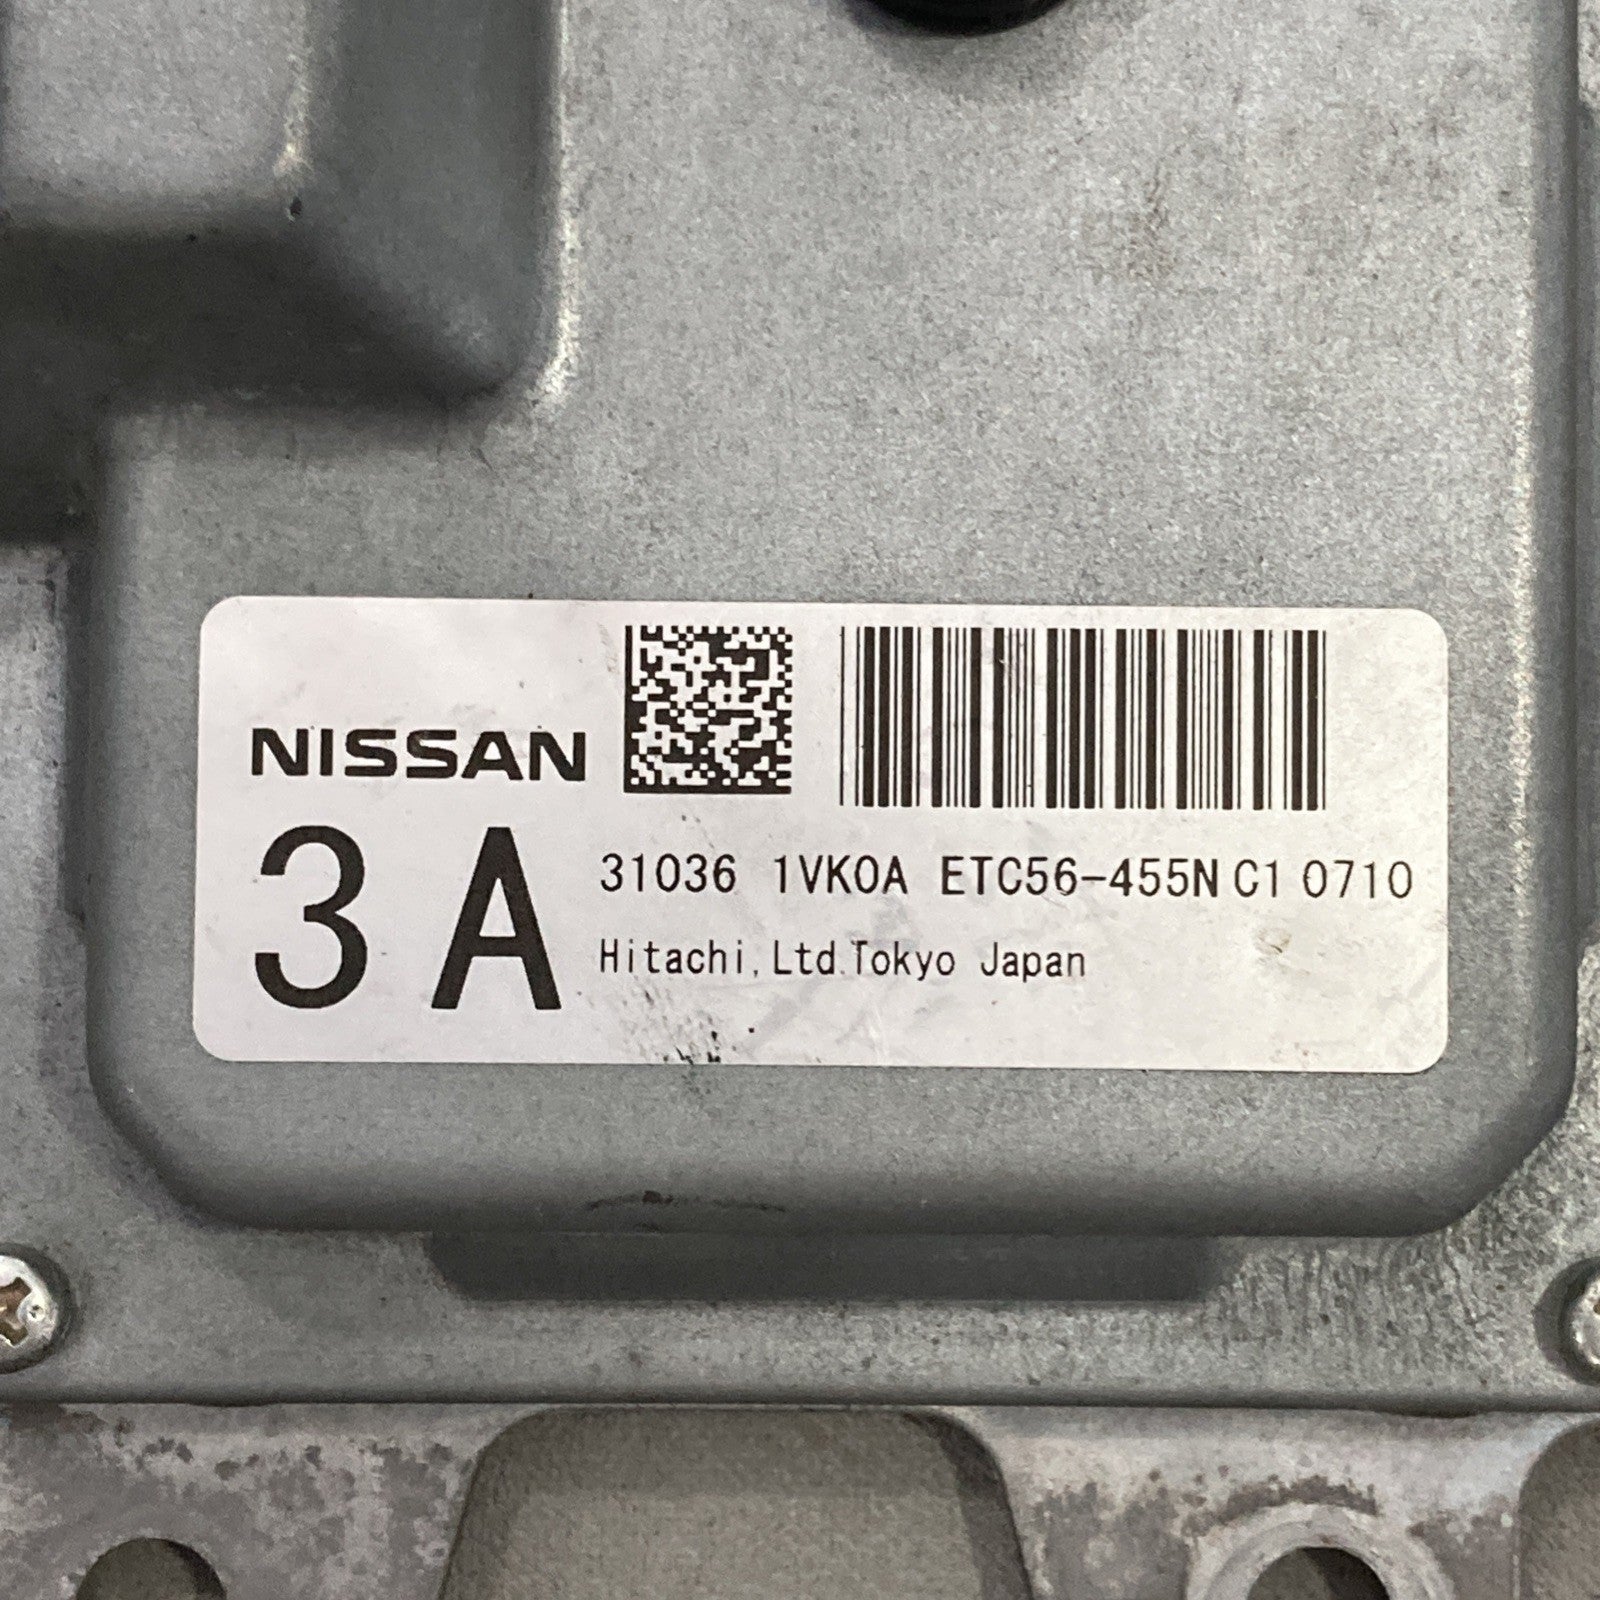 NISSAN
3 A
31036 1VK0A ETC56-455N C1 0710
Hitachi, Ltd.Tokyo Japan